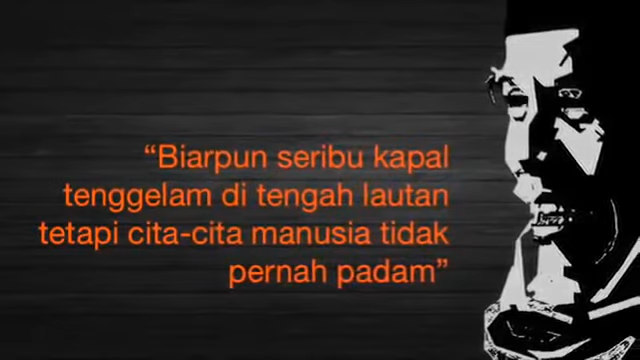 “Biarpun seribu kapal
tenggelam di tengah lautan
tetapi cita-cita manusia tidak
pernah padam”